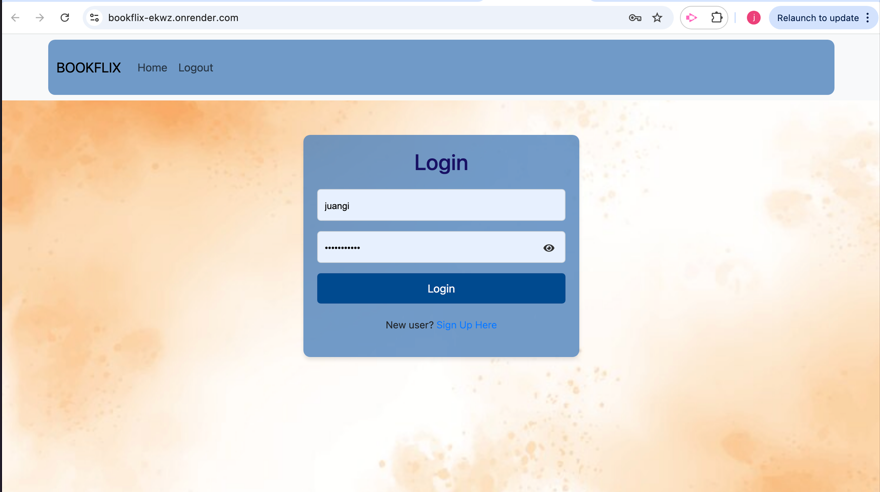 bookflix-ekwz.onrender.com
j
Relaunch to update
BOOKFLIX Home Logout
Login
juangi
•••••••••••
Login
New user? Sign Up Here